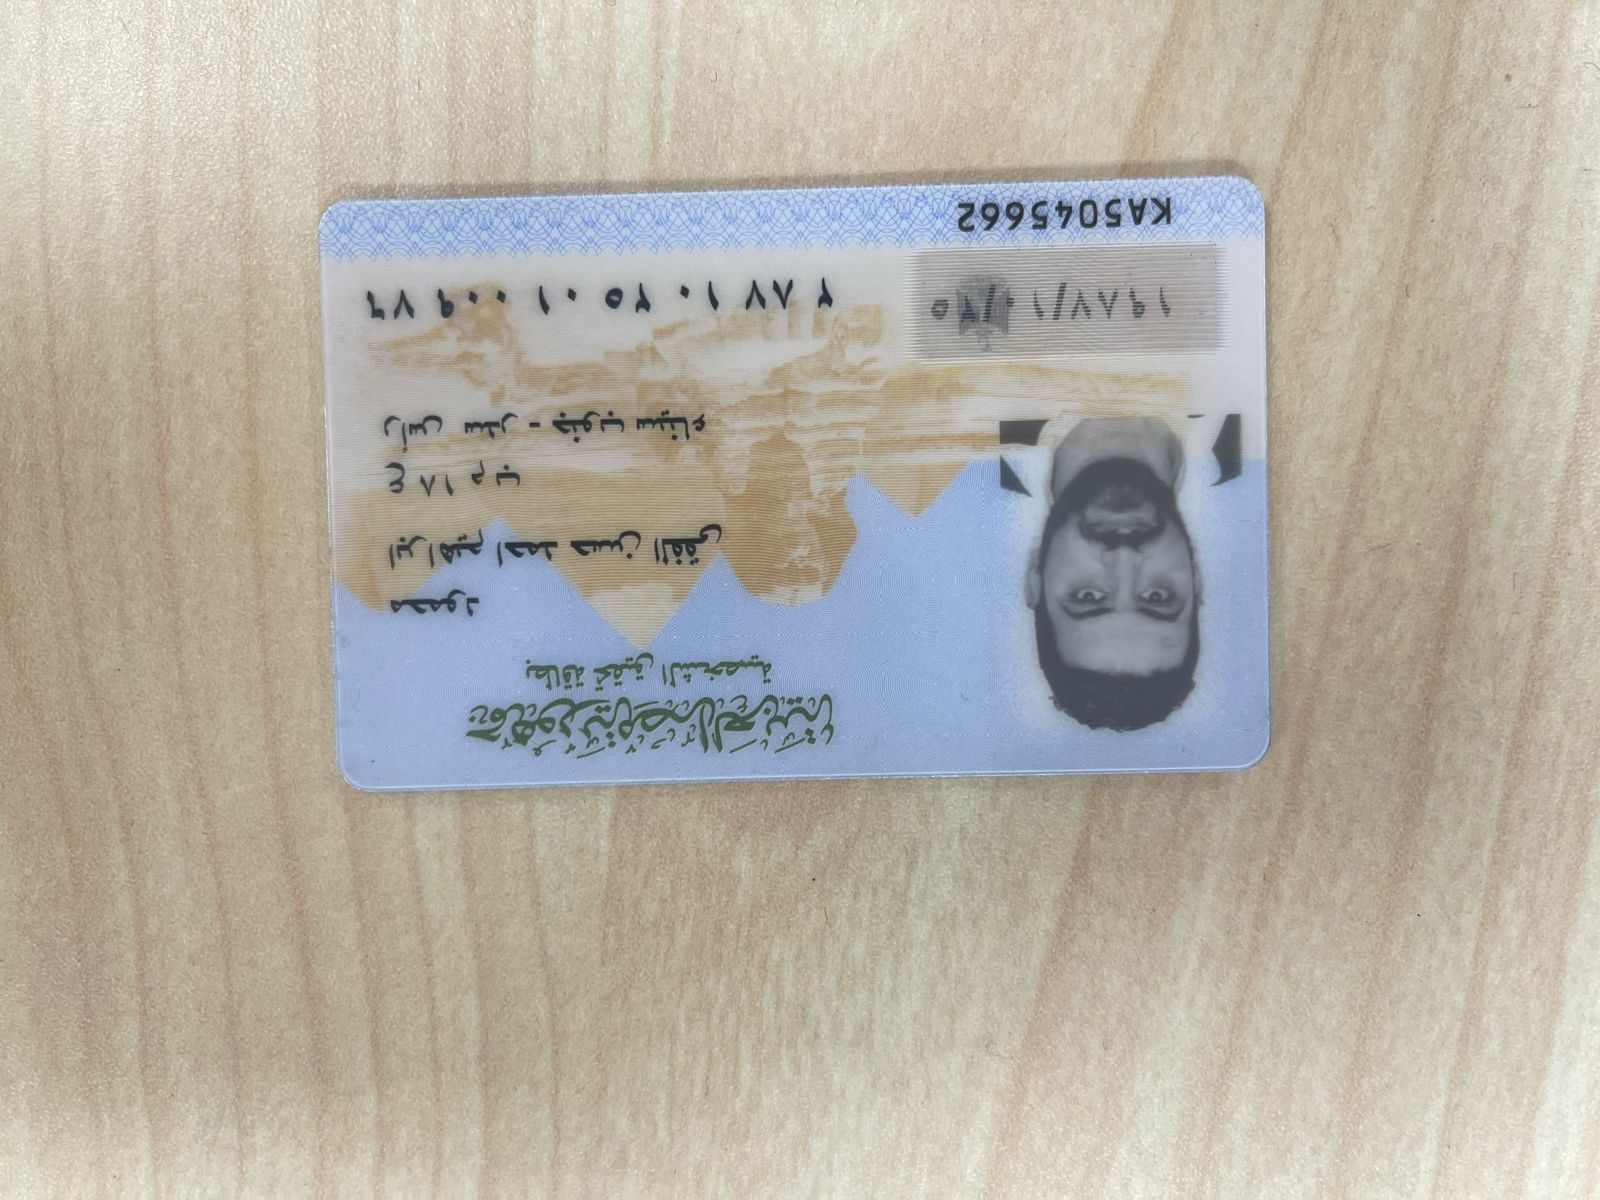 جمهورية مصر العربية
بطاقة تحقيق الشخصية
محمود
ابراهيم احمد حسن الفقى
ع ١٨ م ب
رأس سدر - جنوب سيناء
٢ ٨٧ ١٠ ٢٥ ٠١ ٠٠٩ ٧٦
١٩٨٧/١٠/٢٥
KA5045662